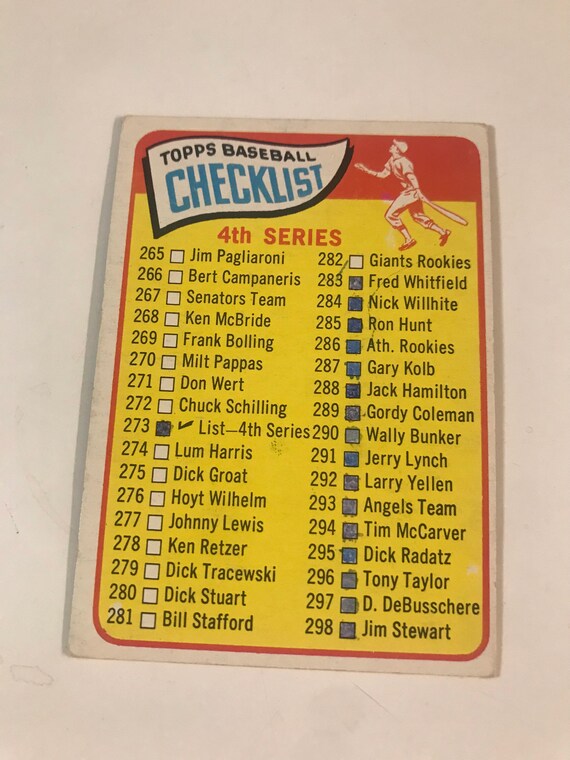 TOPPS BASEBALL
CHECKLIST
4th SERIES
265 Jim Pagliaroni
266 Bert Campaneris
267 Senators Team
268 Ken McBride
269 Frank Bolling
270 Milt Pappas
271 Don Wert
272 Chuck Schilling
273 List—4th Series
274 Lum Harris
275 Dick Groat
276 Hoyt Wilhelm
277 Johnny Lewis
278 Ken Retzer
279 Dick Tracewski
280 Dick Stuart
281 Bill Stafford
282 Giants Rookies
283 Fred Whitfield
284 Nick Willhite
285 Ron Hunt
286 Ath. Rookies
287 Gary Kolb
288 Jack Hamilton
289 Gordy Coleman
290 Wally Bunker
291 Jerry Lynch
292 Larry Yellen
293 Angels Team
294 Tim McCarver
295 Dick Radatz
296 Tony Taylor
297 D. DeBusschere
298 Jim Stewart